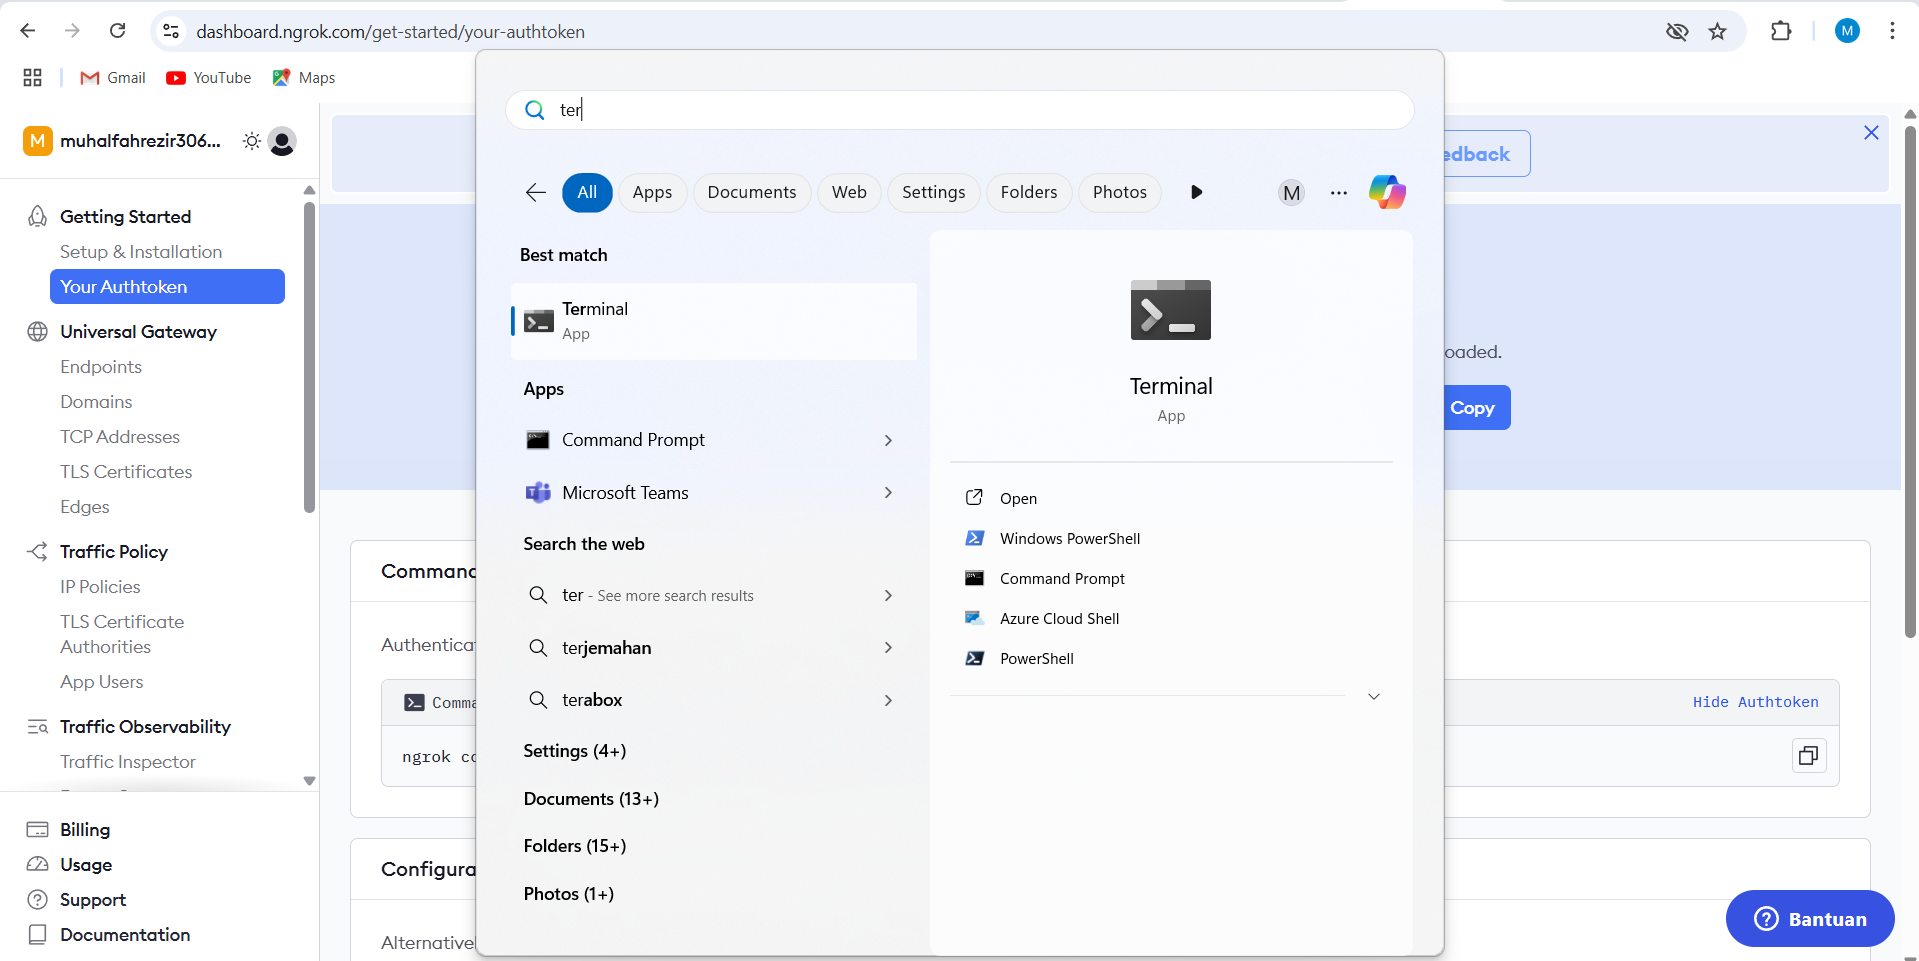 dashboard.ngrok.com/get-started/your-authtoken
M
Gmail
YouTube
Maps
M
muhalfahrezir306...
Getting Started
Setup & Installation
Your Authtoken
Universal Gateway
Endpoints
Domains
TCP Addresses
TLS Certificates
Edges
Traffic Policy
IP Policies
TLS Certificate
Authorities
App Users
Traffic Observability
Traffic Inspector
Billing
Usage
Support
Documentation
ter
All
Apps
Documents
Web
Settings
Folders
Photos
M
Best match
Terminal
App
Apps
Command Prompt
Microsoft Teams
Search the web
ter - See more search results
terjemahan
terabox
Settings (4+)
Documents (13+)
Folders (15+)
Photos (1+)
Terminal
App
Open
Windows PowerShell
Command Prompt
Azure Cloud Shell
PowerShell
edback
oaded.
Copy
Command
Authentica
Comma
Hide Authtoken
ngrok co
Configura
Alternative
Bantuan